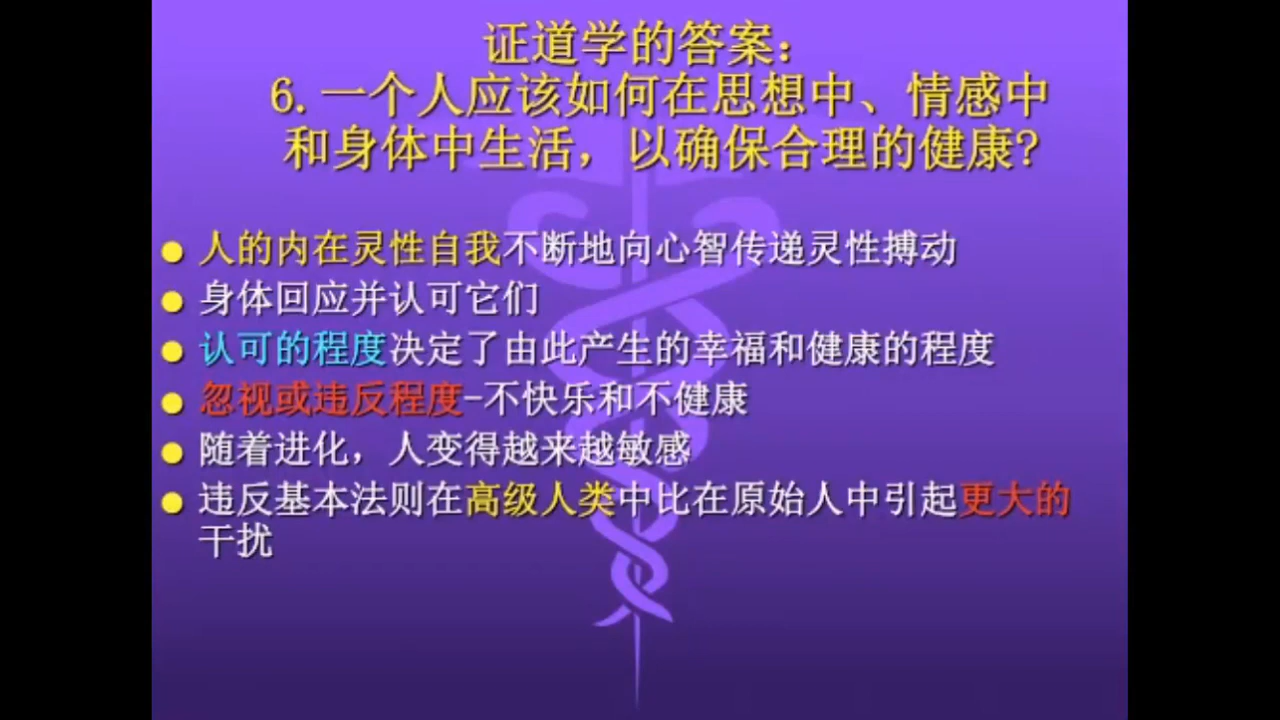 证道学的答案：
6.一个人应该如何在思想中、情感中
和身体中生活，以确保合理的健康?
人的内在灵性自我不断地向心智传递灵性搏动
身体回应并认可它们
认可的程度决定了由此产生的幸福和健康的程度
忽视或违反程度-不快乐和不健康
随着进化，人变得越来越敏感
违反基本法则在高级人类中比在原始人中引起更大的
干扰